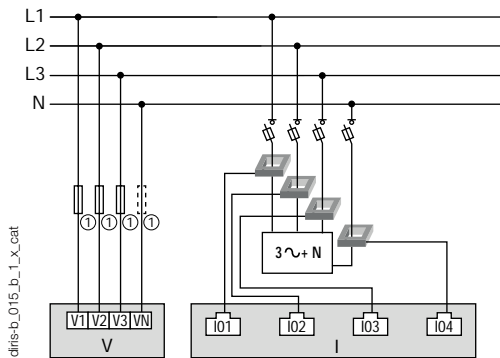 L1
L2
L3
N
1 1 1 1
3 ∿ + N
V1 V2 V3 VN
V
I01 I02 I03 I04
I
diris-b_015_b_1_x_cat